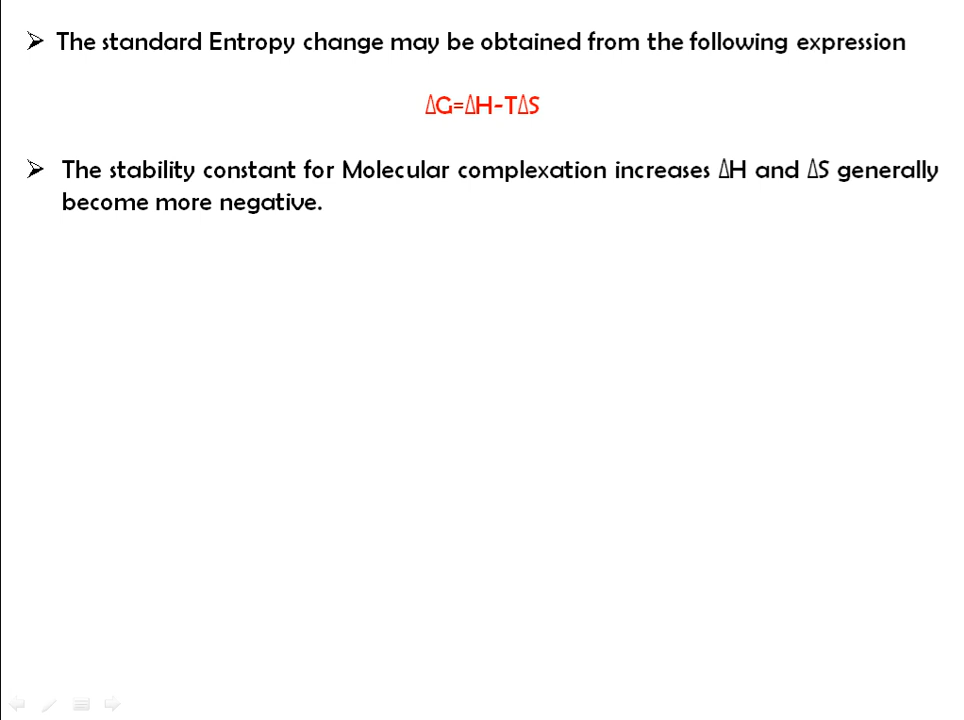 ➢ The standard Entropy change may be obtained from the following expression
ΔG=ΔH-TΔS
➢ The stability constant for Molecular complexation increases ΔH and ΔS generally
become more negative.